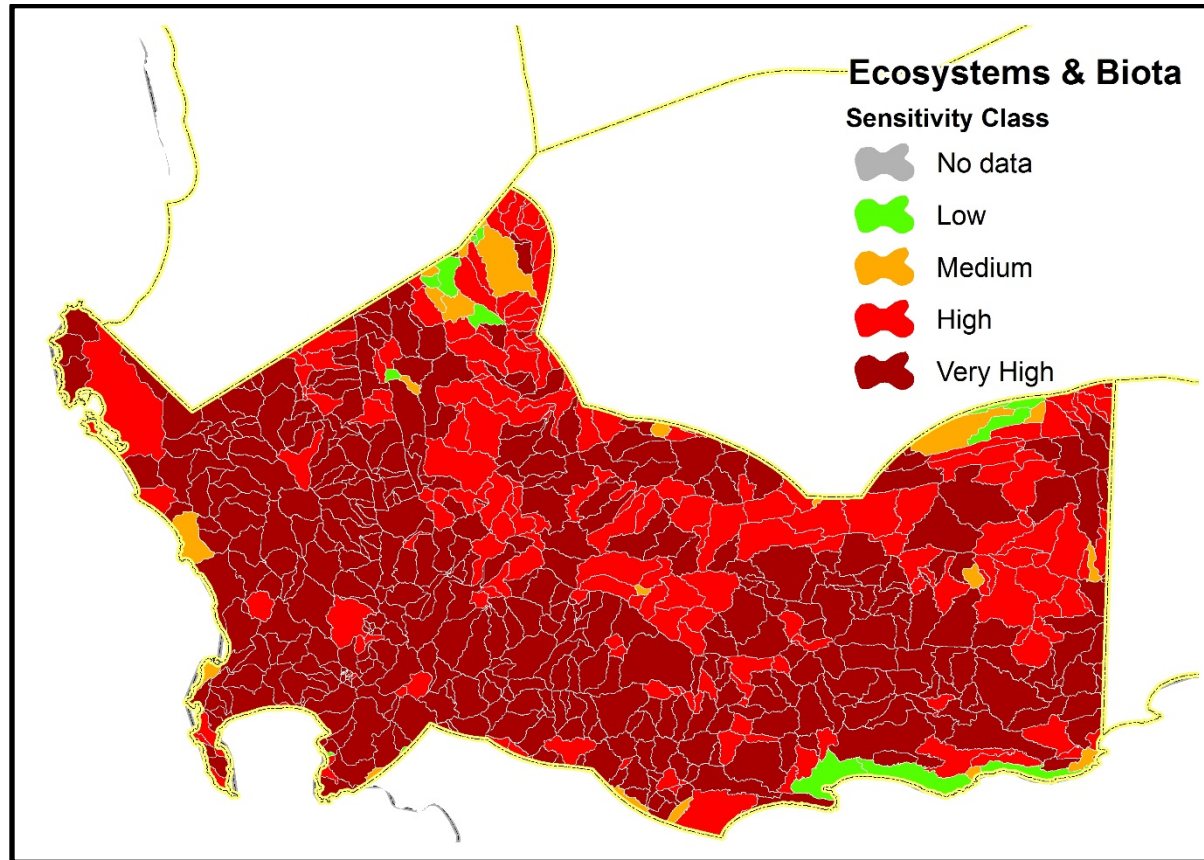 Ecosystems & Biota
Sensitivity Class
No data
Low
Medium
High
Very High